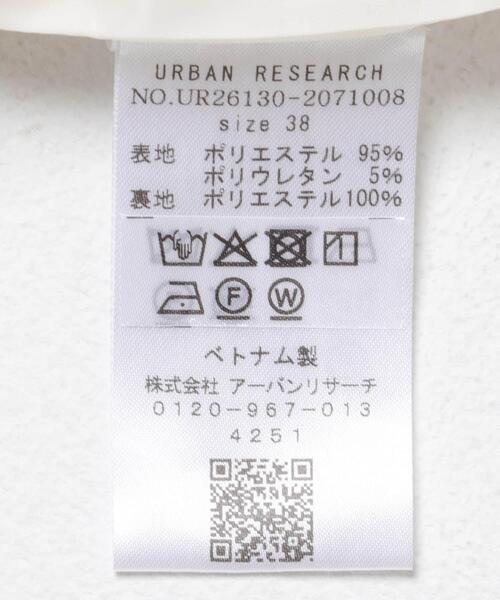 URBAN RESEARCH
NO.UR26130-2071008
size 38
表地 ポリエステル 95%
ポリウレタン 5%
裏地 ポリエステル100%
F W
ベトナム製
株式会社 アーバンリサーチ
0120-967-013
4251